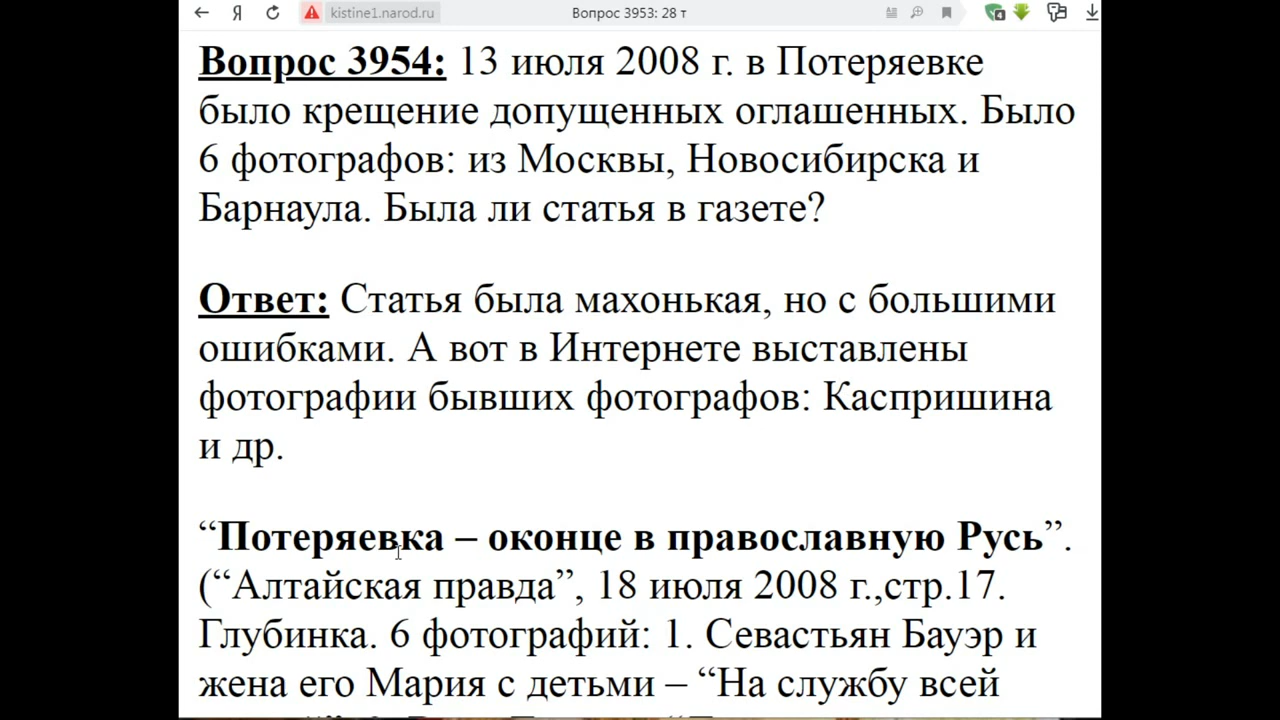 Я kistine1.narod.ru Вопрос 3953: 28 т 4
Вопрос 3954: 13 июля 2008 г. в Потеряевке
было крещение допущенных оглашенных. Было
6 фотографов: из Москвы, Новосибирска и
Барнаула. Была ли статья в газете?
Ответ: Статья была махонькая, но с большими
ошибками. А вот в Интернете выставлены
фотографии бывших фотографов: Каспришина
и др.
“Потеряевка – оконце в православную Русь”.
(“Алтайская правда”, 18 июля 2008 г.,стр.17.
Глубинка. 6 фотографий: 1. Севастьян Бауэр и
жена его Мария с детьми – “На службу всей